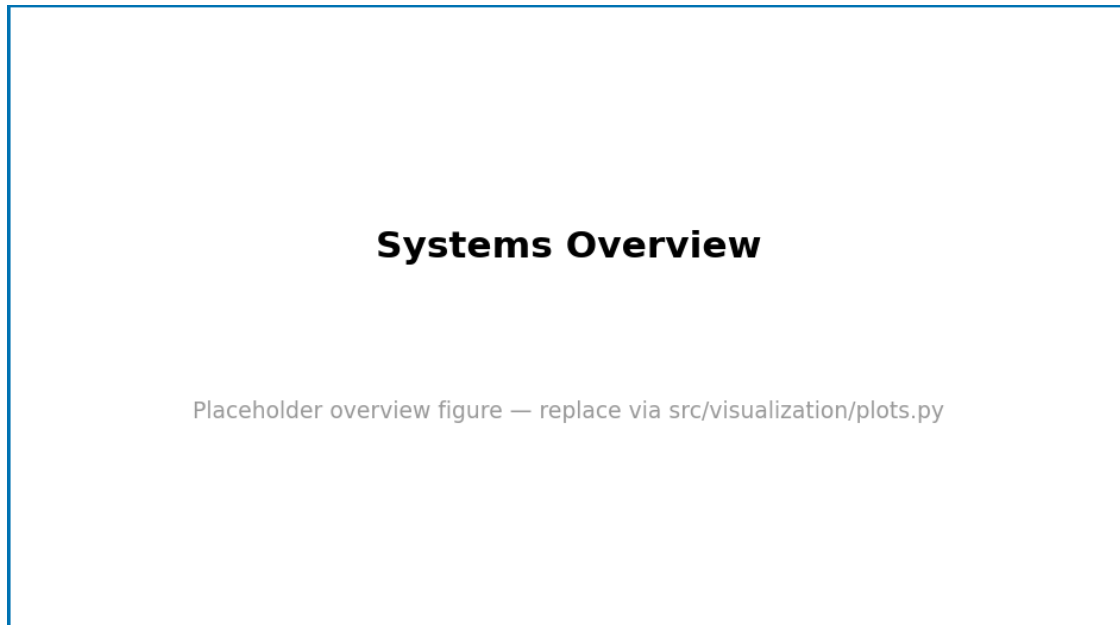 Systems Overview
Placeholder overview figure — replace via src/visualization/plots.py